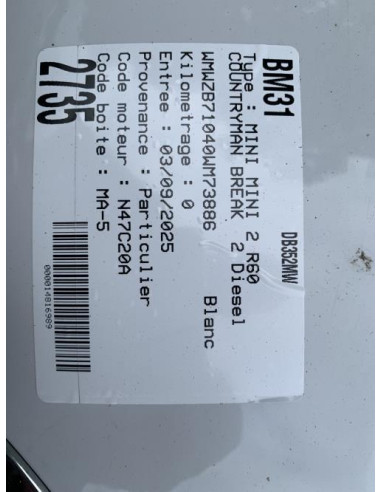 BM31
DB352MW
Type : MINI MINI 2 R60
COUNTRYMAN BREAK 2 Diesel
WMWZB71040WM73886 Blanc
Kilometrage : 0
Entree : 03/09/2025
Provenance : Particulier
Code moteur : N47C20A
Code boite : MA-5
2735
0000014816989